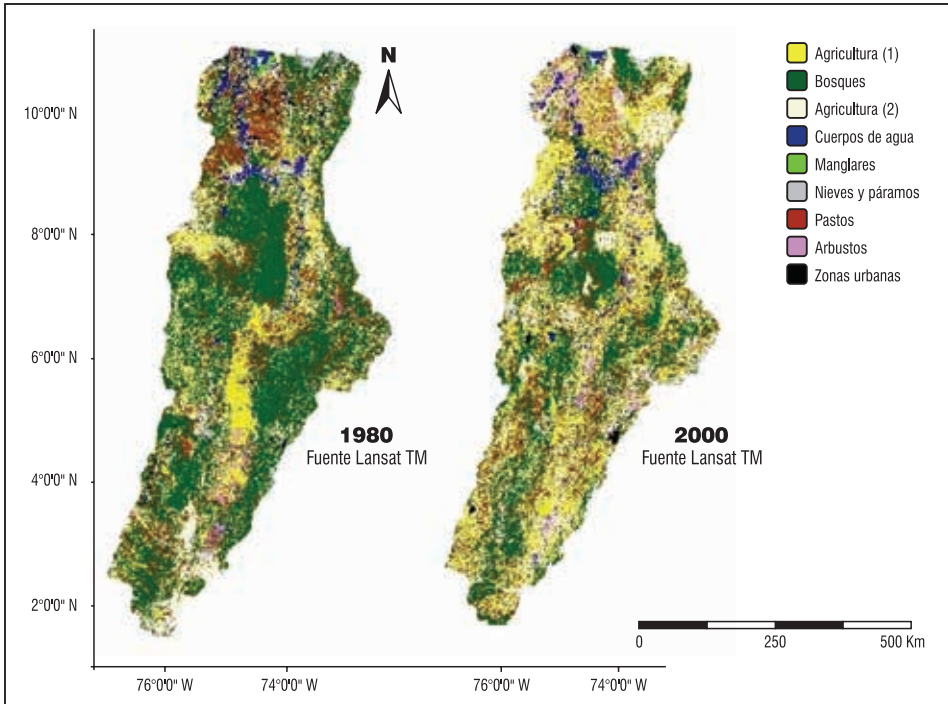 N
Agricultura (1)
Bosques
Agricultura (2)
Cuerpos de agua
Manglares
Nieves y páramos
Pastos
Arbustos
Zonas urbanas
10°0'0" N
8°0'0" N
6°0'0" N
4°0'0" N
2°0'0" N
1980
Fuente Lansat TM
2000
Fuente Lansat TM
0 250 500 Km
76°0'0" W 74°0'0" W 76°0'0" W 74°0'0" W